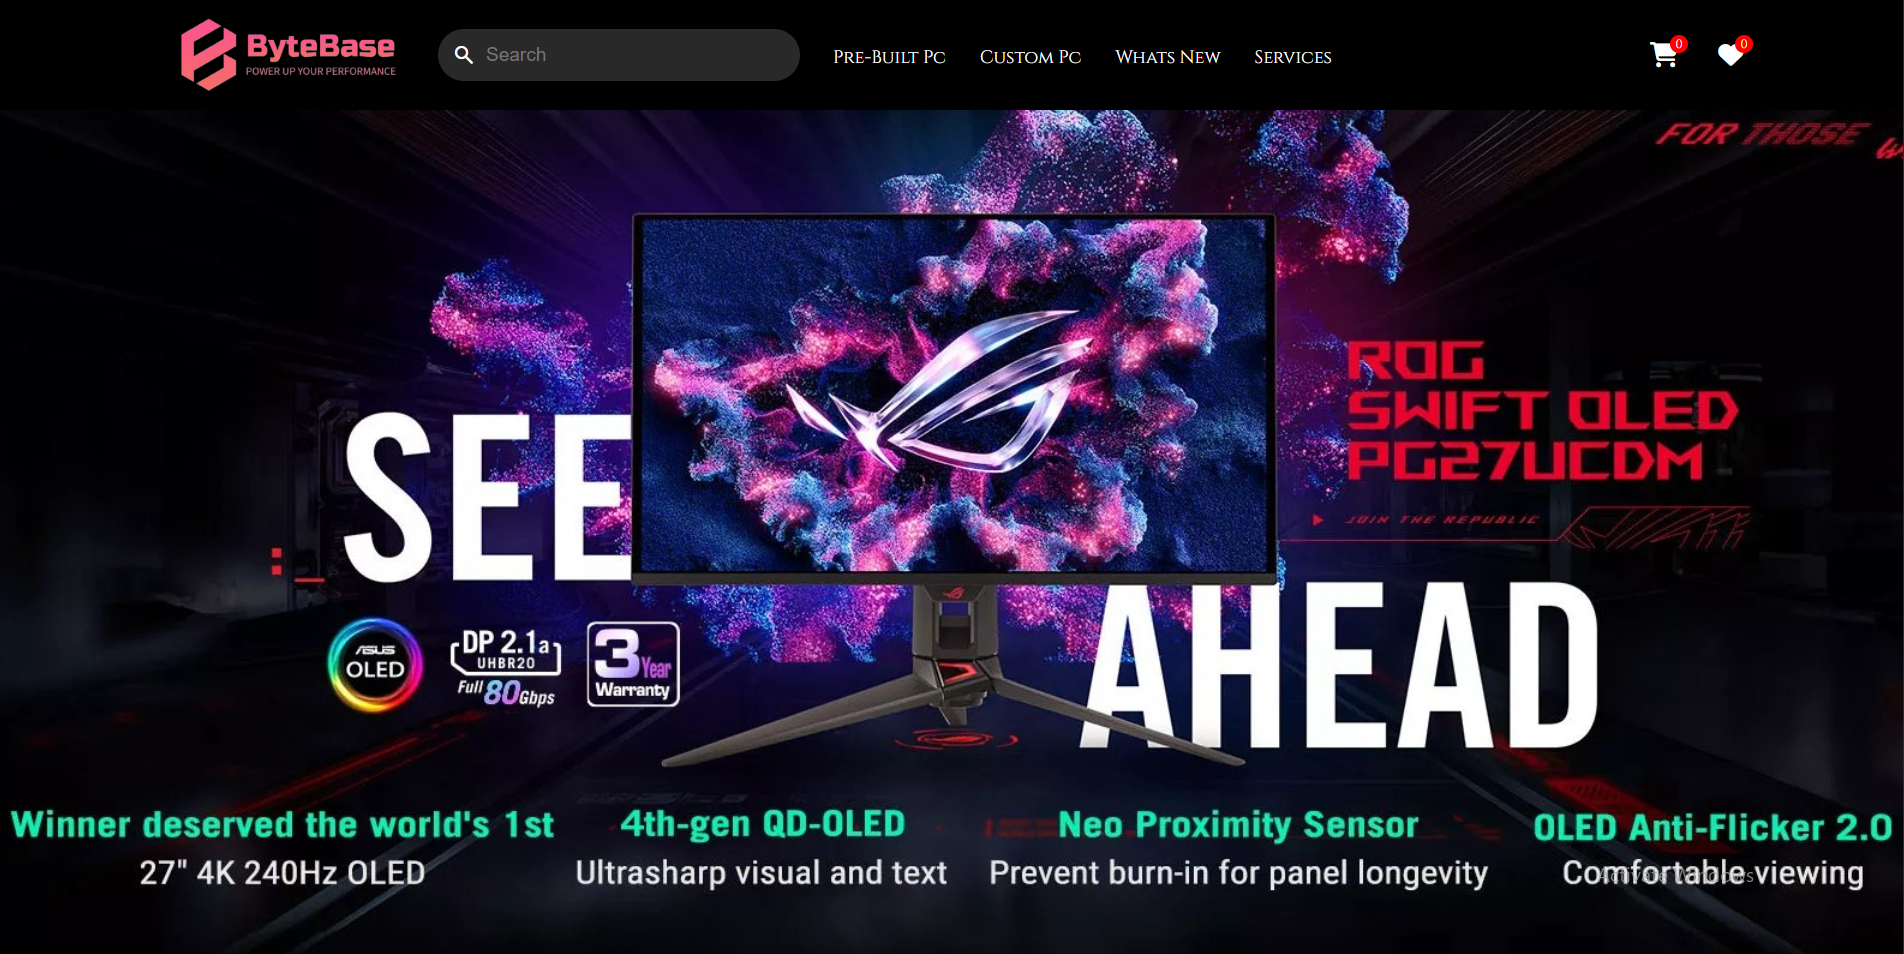 ByteBase
POWER UP YOUR PERFORMANCE
Search
Pre-Built Pc
Custom Pc
Whats New
Services
0
0
FOR THOSE
ROG
SWIFT OLED
PG27UCDM
JOIN THE REPUBLIC
SEE
AHEAD
ASUS
OLED
DP 2.1a
UHBR20
Full 80Gbps
3 Year
Warranty
Winner deserved the world's 1st
27" 4K 240Hz OLED
4th-gen QD-OLED
Ultrasharp visual and text
Neo Proximity Sensor
Prevent burn-in for panel longevity
OLED Anti-Flicker 2.0
Comfortable viewing
Activate Windows